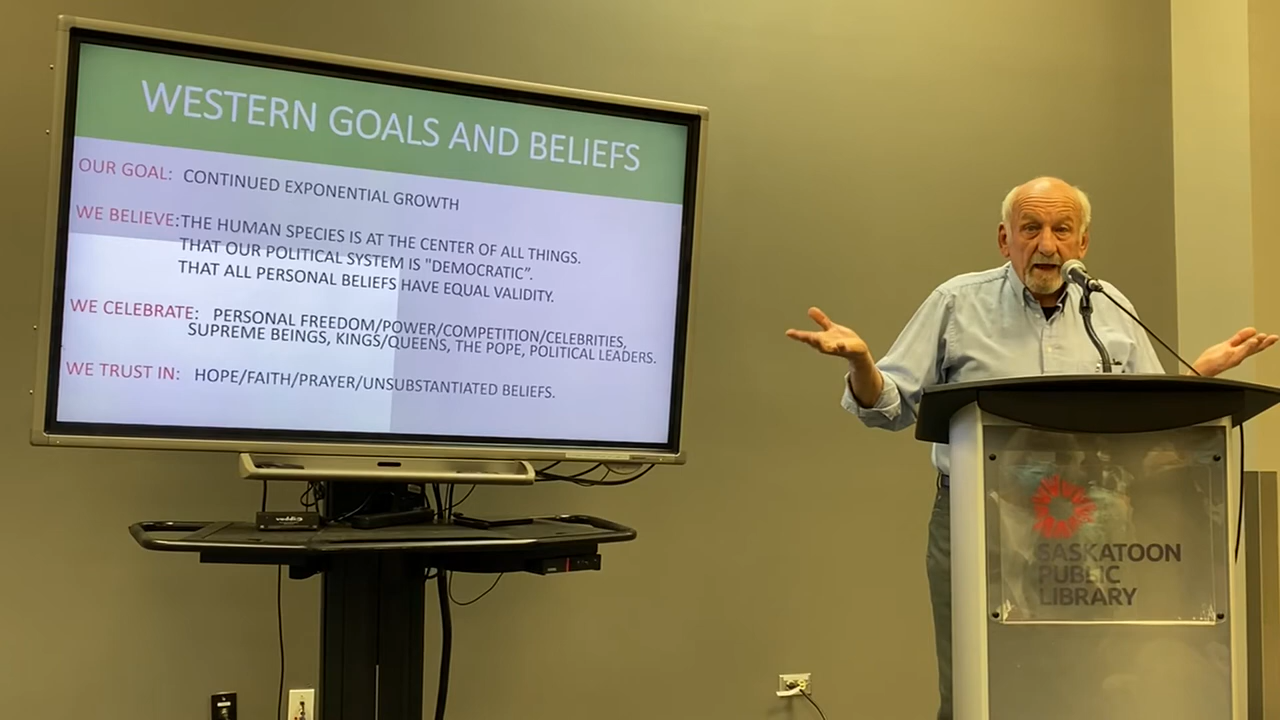 WESTERN GOALS AND BELIEFS
OUR GOAL: CONTINUED EXPONENTIAL GROWTH
WE BELIEVE:THE HUMAN SPECIES IS AT THE CENTER OF ALL THINGS.
THAT OUR POLITICAL SYSTEM IS "DEMOCRATIC”.
THAT ALL PERSONAL BELIEFS HAVE EQUAL VALIDITY.
WE CELEBRATE: PERSONAL FREEDOM/POWER/COMPETITION/CELEBRITIES,
SUPREME BEINGS, KINGS/QUEENS, THE POPE, POLITICAL LEADERS.
WE TRUST IN: HOPE/FAITH/PRAYER/UNSUBSTANTIATED BELIEFS.
SASKATOON
PUBLIC
LIBRARY